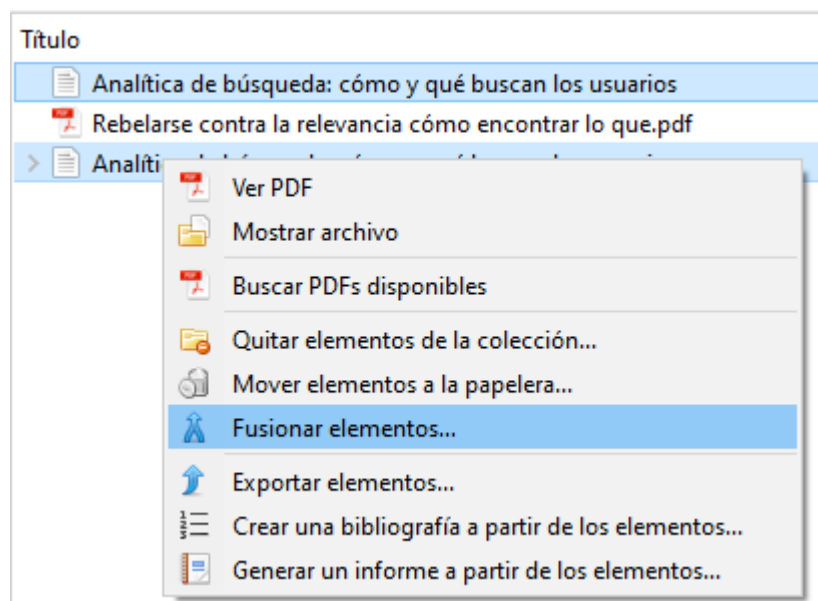 Título
Analítica de búsqueda: cómo y qué buscan los usuarios
Rebelarse contra la relevancia cómo encontrar lo que.pdf
Ver PDF
Mostrar archivo
Buscar PDFs disponibles
Quitar elementos de la colección...
Mover elementos a la papelera...
Fusionar elementos...
Exportar elementos...
Crear una bibliografía a partir de los elementos...
Generar un informe a partir de los elementos...